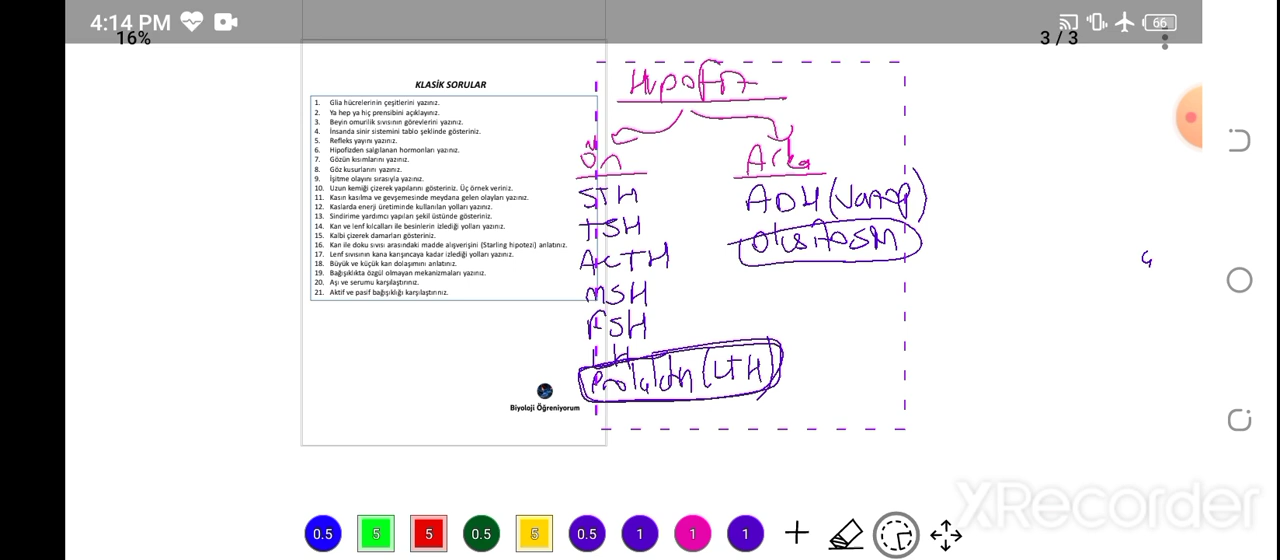 4:14 PM
66
16%
3 / 3
KLASİK SORULAR
1. Glia hücrelerinin çeşitlerini yazınız.
2. Ya hep ya hiç prensibini açıklayınız.
3. Beyin omurilik sıvısının görevlerini yazınız.
4. İnsanda sinir sistemini tablo şeklinde gösteriniz.
5. Refleks yayını yazınız.
6. Hipofizden salgılanan hormonları yazınız.
7. Gözün kısımlarını yazınız.
8. Göz kusurlarını yazınız.
9. İşitme olayını sırasıyla yazınız.
10. Uzun kemiği çizerek yapılarını gösteriniz. Üç örnek veriniz.
11. Kasın kasılma ve gevşemesinde meydana gelen olayları yazınız.
12. Kaslarda enerji üretiminde kullanılan yolları yazınız.
13. Sindirime yardımcı yapıları şekil üstünde gösteriniz.
14. Kan ve lenf kılcalları ile besinlerin izlediği yolları yazınız.
15. Kalbi çizerek damarları gösteriniz.
16. Kan ile doku sıvısı arasındaki madde alışverişini (Starling hipotezi) anlatınız.
17. Lenf sıvısının kana karışıncaya kadar izlediği yolları yazınız.
18. Büyük ve küçük kan dolaşımını anlatınız.
19. Bağışıklıkta özgül olmayan mekanizmaları yazınız.
20. Aşı ve serumu karşılaştırınız.
21. Aktif ve pasif bağışıklığı karşılaştırınız.
Biyoloji Öğreniyorum
Hipofiz
Ön
STH
TSH
ACTH
MSH
FSH
LH
Prolaktin (LTH)
Arka
ADH
XRecorder
0.5
5
5
0.5
5
0.5
1
1
1